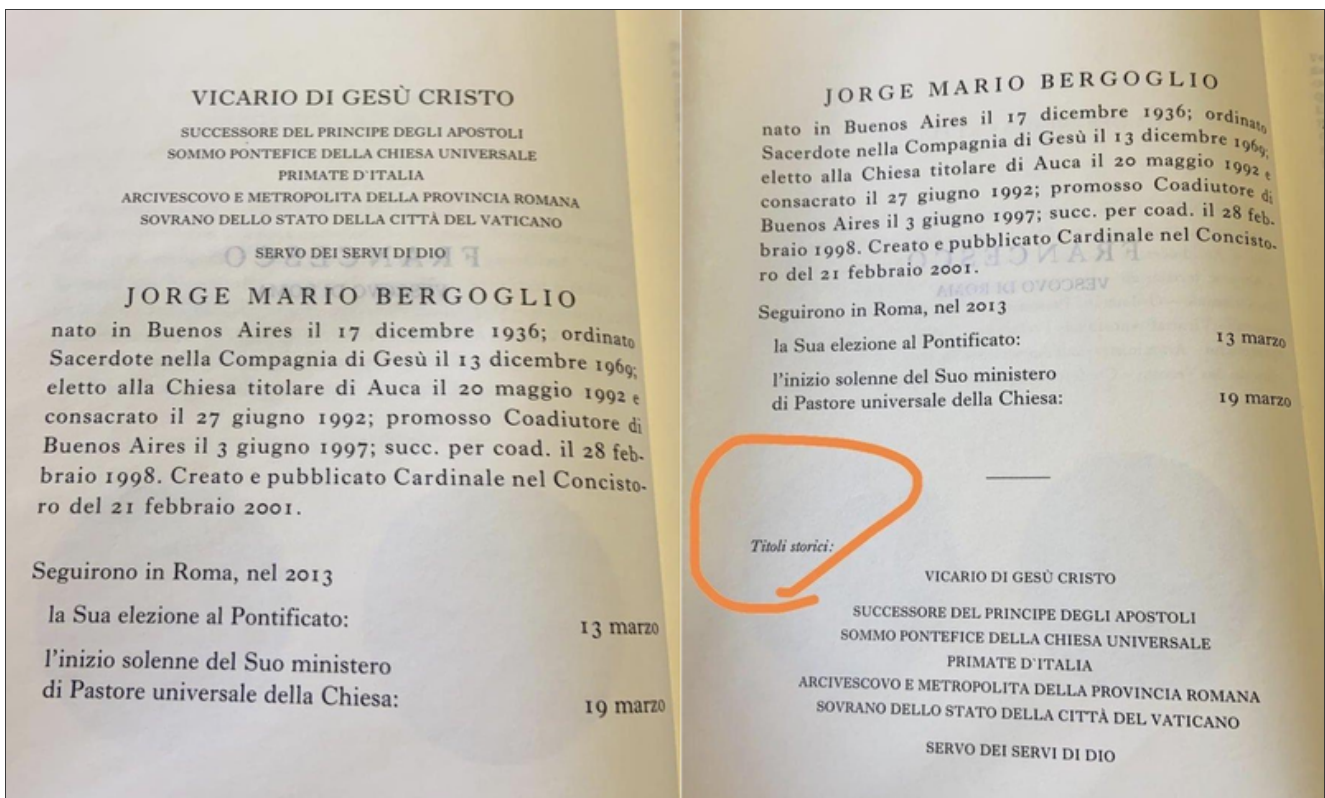 VICARIO DI GESÙ CRISTO
SUCCESSORE DEL PRINCIPE DEGLI APOSTOLI
SOMMO PONTEFICE DELLA CHIESA UNIVERSALE
PRIMATE D'ITALIA
ARCIVESCOVO E METROPOLITA DELLA PROVINCIA ROMANA
SOVRANO DELLO STATO DELLA CITTÀ DEL VATICANO
SERVO DEI SERVI DI DIO
JORGE MARIO BERGOGLIO
nato in Buenos Aires il 17 dicembre 1936; ordinato
Sacerdote nella Compagnia di Gesù il 13 dicembre 1969;
eletto alla Chiesa titolare di Auca il 20 maggio 1992 e
consacrato il 27 giugno 1992; promosso Coadiutore di
Buenos Aires il 3 giugno 1997; succ. per coad. il 28 feb-
braio 1998. Creato e pubblicato Cardinale nel Concisto-
ro del 21 febbraio 2001.
Seguirono in Roma, nel 2013
la Sua elezione al Pontificato: 13 marzo
l'inizio solenne del Suo ministero
di Pastore universale della Chiesa: 19 marzo
JORGE MARIO BERGOGLIO
nato in Buenos Aires il 17 dicembre 1936; ordinato
Sacerdote nella Compagnia di Gesù il 13 dicembre 1969;
eletto alla Chiesa titolare di Auca il 20 maggio 1992 e
consacrato il 27 giugno 1992; promosso Coadiutore di
Buenos Aires il 3 giugno 1997; succ. per coad. il 28 feb-
braio 1998. Creato e pubblicato Cardinale nel Concisto-
ro del 21 febbraio 2001.
FRANCESCO
VESCOVO DI ROMA
Seguirono in Roma, nel 2013
la Sua elezione al Pontificato: 13 marzo
l'inizio solenne del Suo ministero
di Pastore universale della Chiesa: 19 marzo
Titoli storici:
VICARIO DI GESÙ CRISTO
SUCCESSORE DEL PRINCIPE DEGLI APOSTOLI
SOMMO PONTEFICE DELLA CHIESA UNIVERSALE
PRIMATE D'ITALIA
ARCIVESCOVO E METROPOLITA DELLA PROVINCIA ROMANA
SOVRANO DELLO STATO DELLA CITTÀ DEL VATICANO
SERVO DEI SERVI DI DIO